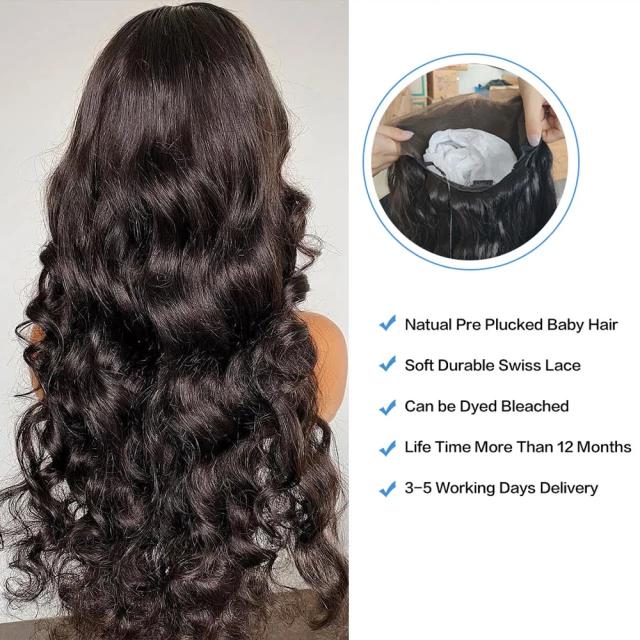 Natual Pre Plucked Baby Hair
Soft Durable Swiss Lace
Can be Dyed Bleached
Life Time More Than 12 Months
3-5 Working Days Delivery